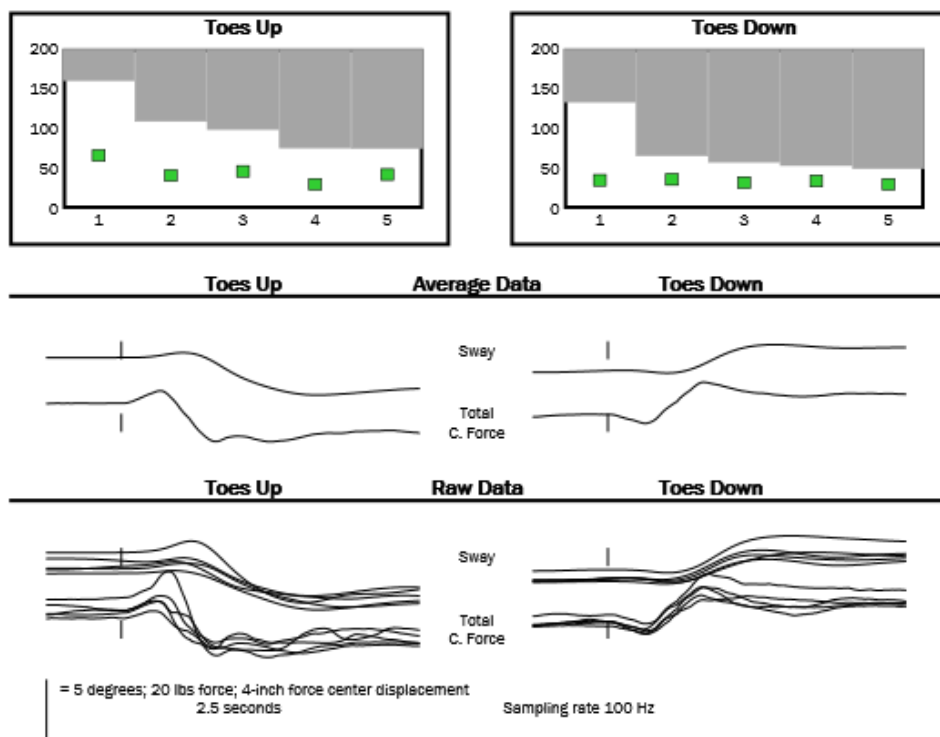 Toes Up
Toes Down
200
150
100
50
0
1 2 3 4 5
200
150
100
50
0
1 2 3 4 5
Toes Up Average Data Toes Down
Sway
Total
C. Force
Toes Up Raw Data Toes Down
Sway
Total
C. Force
= 5 degrees; 20 lbs force; 4-inch force center displacement
2.5 seconds Sampling rate 100 Hz